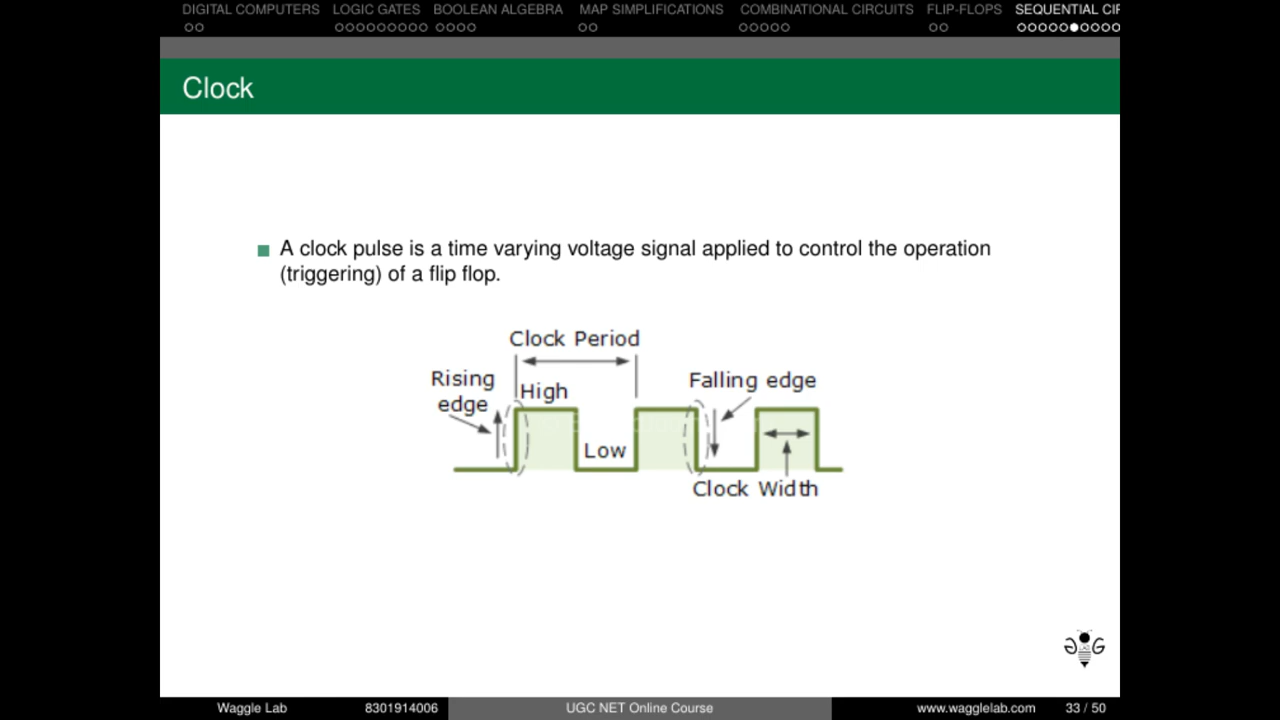 DIGITAL COMPUTERS LOGIC GATES BOOLEAN ALGEBRA MAP SIMPLIFICATIONS COMBINATIONAL CIRCUITS FLIP-FLOPS SEQUENTIAL CIR
Clock
A clock pulse is a time varying voltage signal applied to control the operation
(triggering) of a flip flop.
Clock Period
Rising
edge
High
Falling edge
Low
Clock Width
Waggle Lab 8301914006 UGC NET Online Course www.wagglelab.com 33 / 50